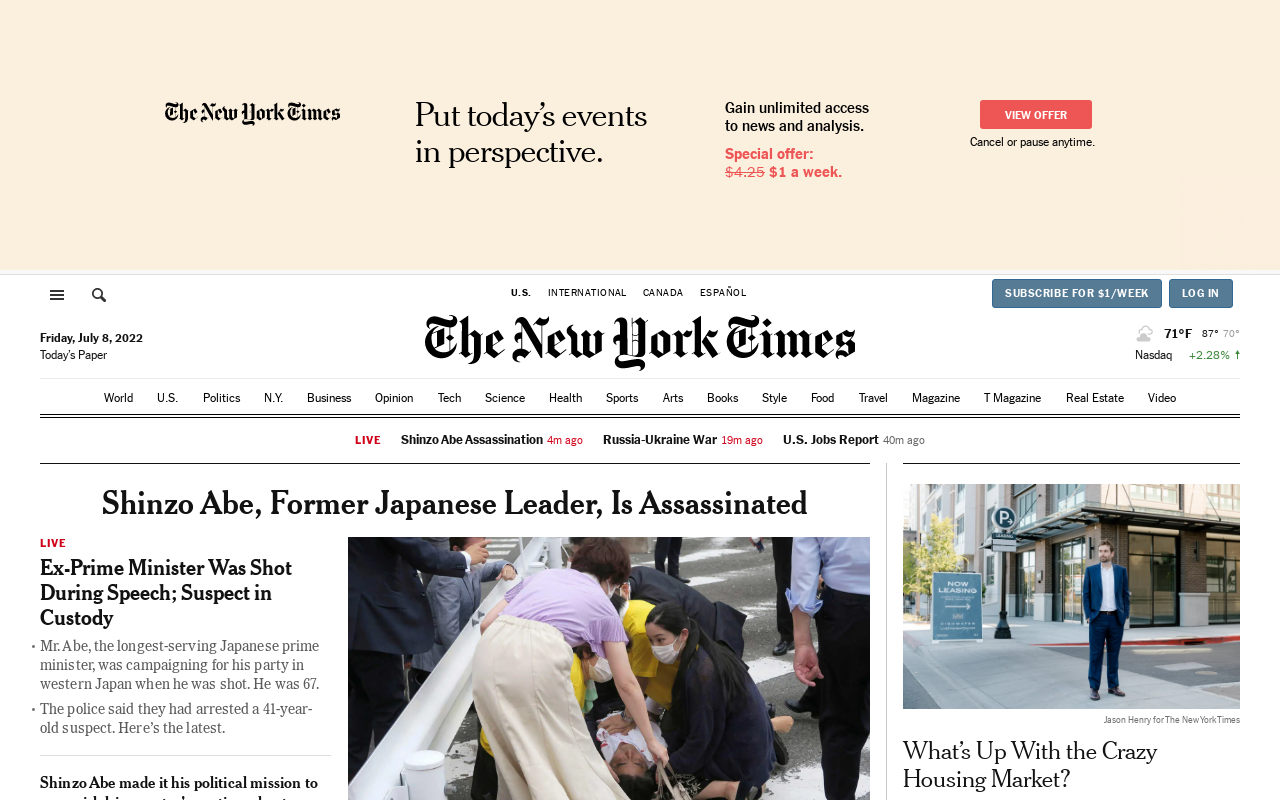 The New York Times
Put today's events
in perspective.
Gain unlimited access
to news and analysis.
Special offer:
$4.25 $1 a week.
VIEW OFFER
Cancel or pause anytime.
U.S. INTERNATIONAL CANADA ESPAÑOL
SUBSCRIBE FOR $1/WEEK LOG IN
Friday, July 8, 2022
Today's Paper
The New York Times
71°F 87° 70°
Nasdaq +2.28% ↑
World U.S. Politics N.Y. Business Opinion Tech Science Health Sports Arts Books Style Food Travel Magazine T Magazine Real Estate Video
LIVE Shinzo Abe Assassination 4m ago Russia-Ukraine War 19m ago U.S. Jobs Report 40m ago
Shinzo Abe, Former Japanese Leader, Is Assassinated
LIVE
Ex-Prime Minister Was Shot
During Speech; Suspect in
Custody
• Mr. Abe, the longest-serving Japanese prime
minister, was campaigning for his party in
western Japan when he was shot. He was 67.
• The police said they had arrested a 41-year-
old suspect. Here's the latest.
Shinzo Abe made it his political mission to
P
LEASING
NOW
LEASING
Jason Henry for The New York Times
What's Up With the Crazy
Housing Market?